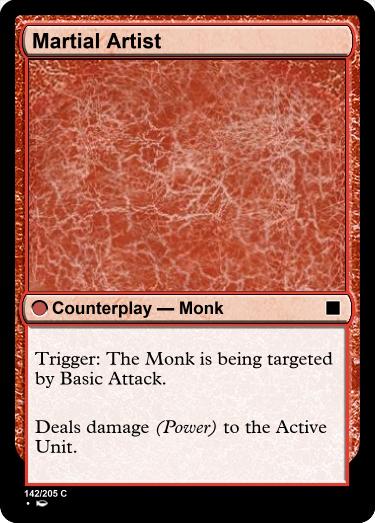 Martial Artist
Counterplay — Monk
Trigger: The Monk is being targeted
by Basic Attack.
Deals damage (Power) to the Active
Unit.
142/205 C